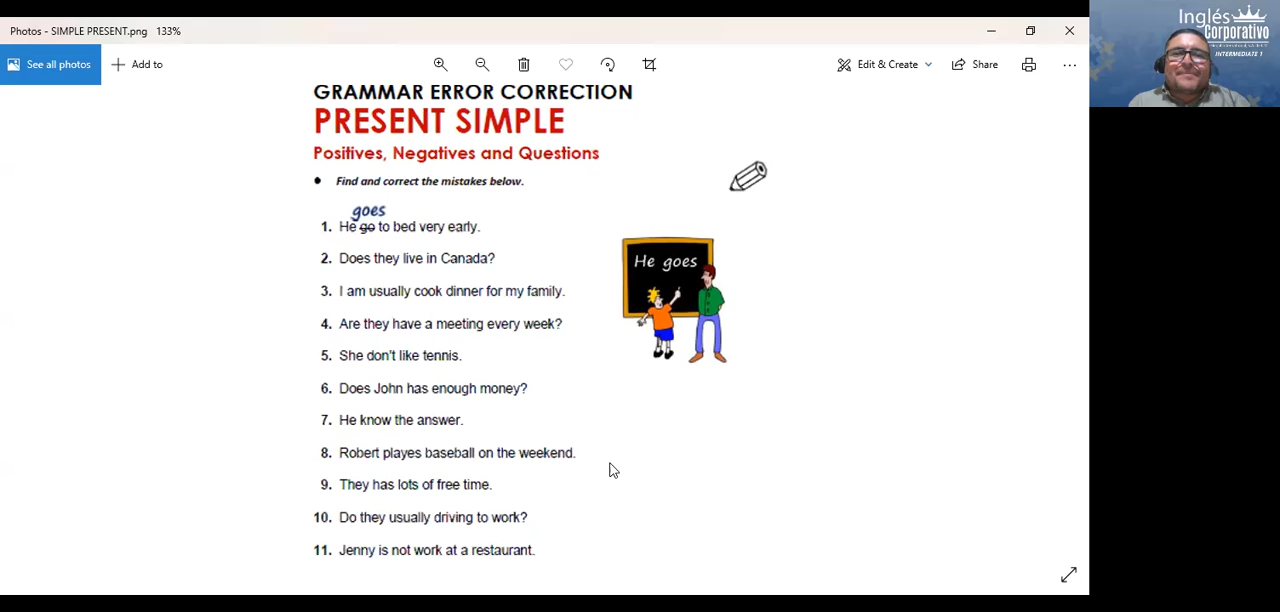 Photos - SIMPLE PRESENT.png 133%
See all photos
Add to
Edit & Create
Share
Inglés
Corporativo
INTERMEDIATE 1
GRAMMAR ERROR CORRECTION
PRESENT SIMPLE
Positives, Negatives and Questions
• Find and correct the mistakes below.
goes
1. He go to bed very early.
2. Does they live in Canada?
3. I am usually cook dinner for my family.
4. Are they have a meeting every week?
5. She don't like tennis.
6. Does John has enough money?
7. He know the answer.
8. Robert playes baseball on the weekend.
9. They has lots of free time.
10. Do they usually driving to work?
11. Jenny is not work at a restaurant.
He goes